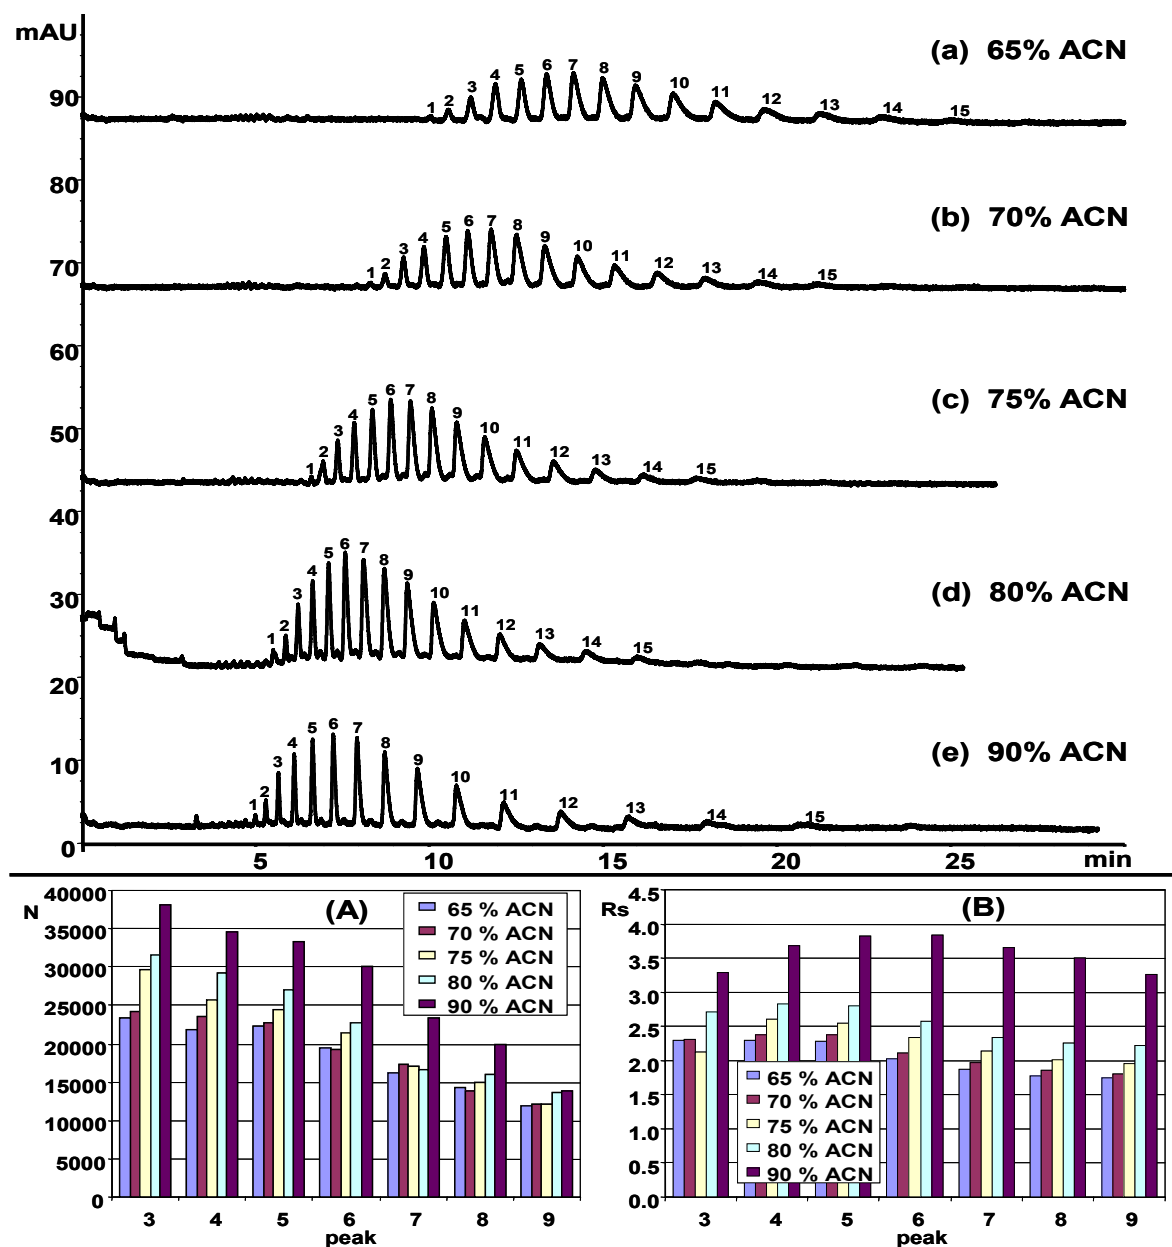 mAU
(a) 65% ACN
1 2 3 4 5 6 7 8 9 10 11 12 13 14 15
90
80
(b) 70% ACN
1 2 3 4 5 6 7 8 9 10 11 12 13 14 15
70
60
(c) 75% ACN
1 2 3 4 5 6 7 8 9 10 11 12 13 14 15
50
40
(d) 80% ACN
1 2 3 4 5 6 7 8 9 10 11 12 13 14 15
30
20
(e) 90% ACN
1 2 3 4 5 6 7 8 9 10 11 12 13 14 15
10
0
5 10 15 20 25 min
N
(A)
40000
35000
30000
25000
20000
15000
10000
5000
0
65 % ACN
70 % ACN
75 % ACN
80 % ACN
90 % ACN
3 4 5 6 7 8 9
peak
Rs
(B)
4.5
4.0
3.5
3.0
2.5
2.0
1.5
1.0
0.5
0.0
65 % ACN
70 % ACN
75 % ACN
80 % ACN
90 % ACN
3 4 5 6 7 8 9
peak